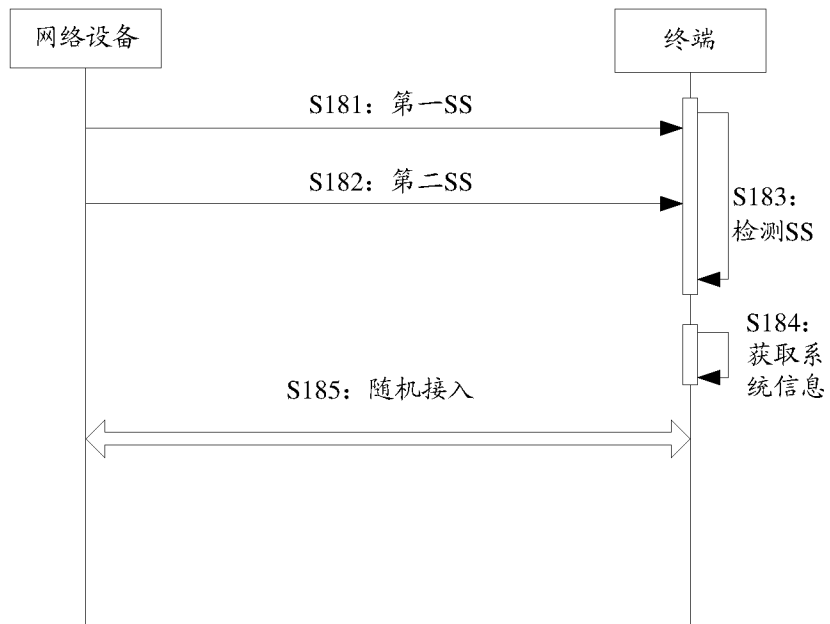 网络设备
终端
S181：第一SS
S182：第二SS
S183：
检测SS
S184：
获取系
统信息
S185：随机接入